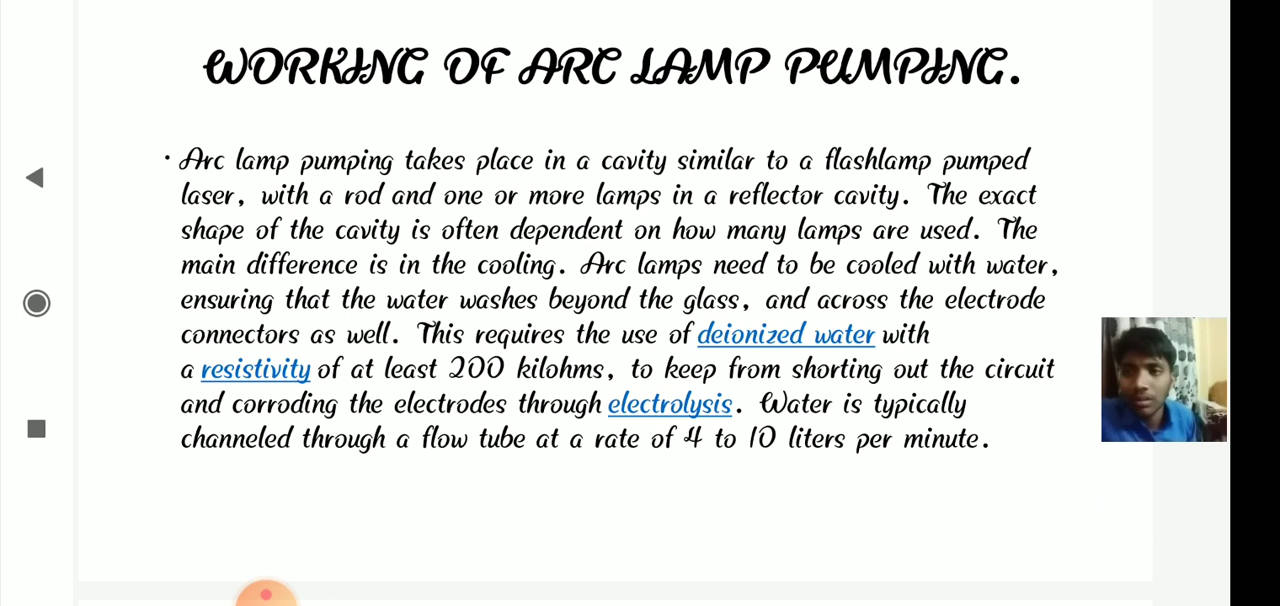 WORKING OF ARC LAMP PUMPING.
• Arc lamp pumping takes place in a cavity similar to a flashlamp pumped
laser, with a rod and one or more lamps in a reflector cavity. The exact
shape of the cavity is often dependent on how many lamps are used. The
main difference is in the cooling. Arc lamps need to be cooled with water,
ensuring that the water washes beyond the glass, and across the electrode
connectors as well. This requires the use of deionized water with
a resistivity of at least 200 kilohms, to keep from shorting out the circuit
and corroding the electrodes through electrolysis. Water is typically
channeled through a flow tube at a rate of 4 to 10 liters per minute.